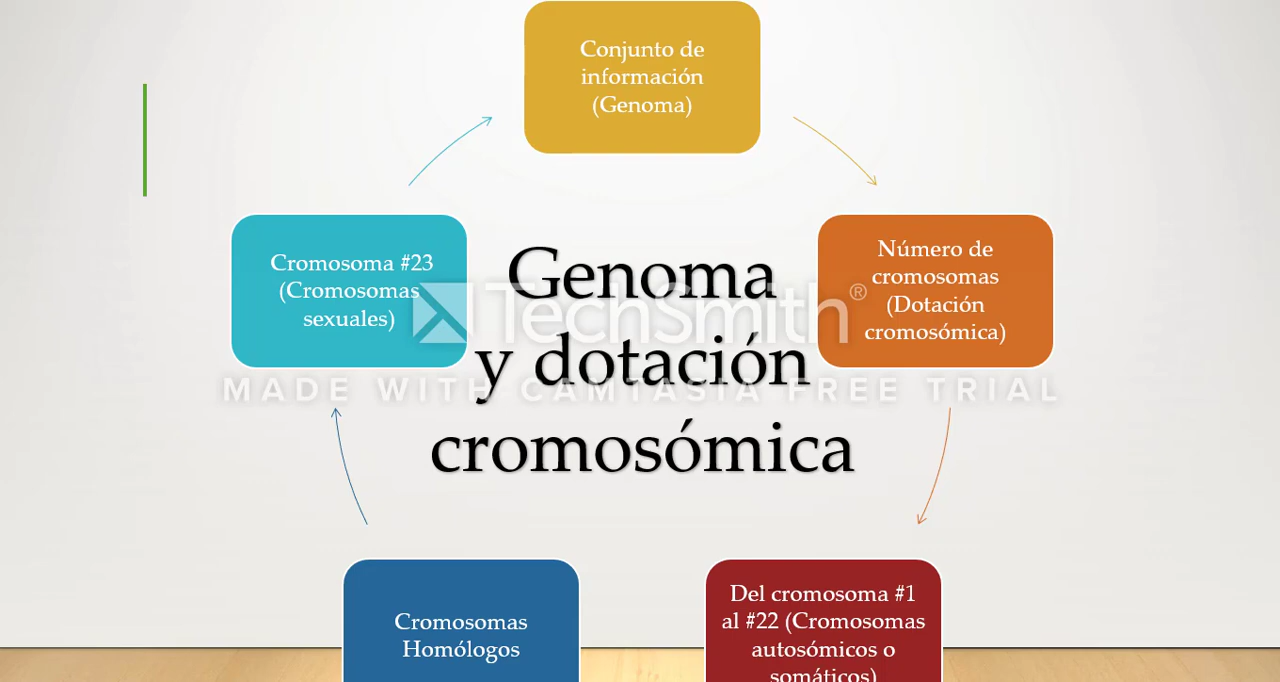 Conjunto de
información
(Genoma)
Número de
cromosomas
(Dotación
cromosómica)
Del cromosoma #1
al #22 (Cromosomas
autosómicos o
somáticos)
Cromosomas
Homólogos
Cromosoma #23
(Cromosomas
sexuales)
Genoma
y dotación
cromosómica
TechSmith®
MADE WITH CAMTASIA FREE TRIAL